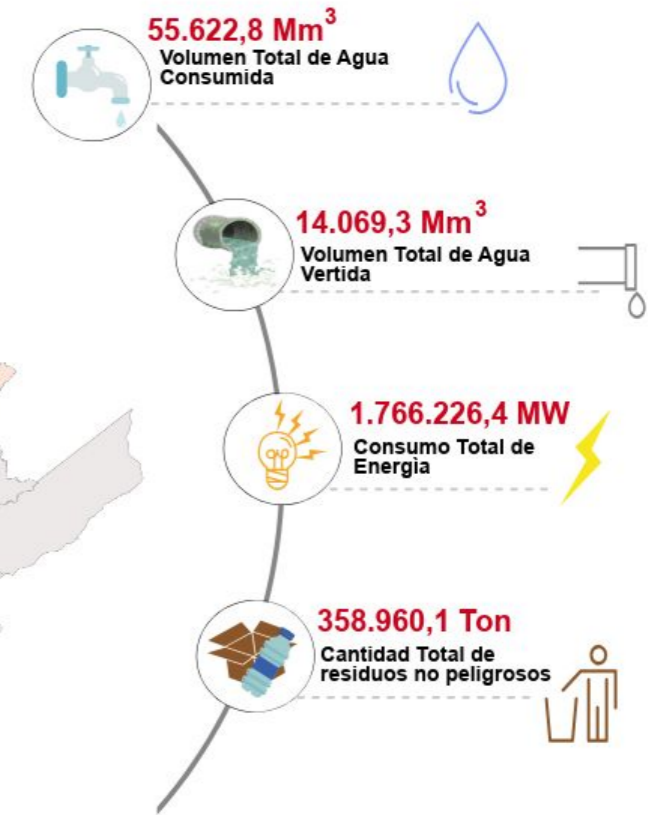 55.622,8 Mm³
Volumen Total de Agua
Consumida
14.069,3 Mm³
Volumen Total de Agua
Vertida
1.766.226,4 MW
Consumo Total de
Energìa
358.960,1 Ton
Cantidad Total de
residuos no peligrosos